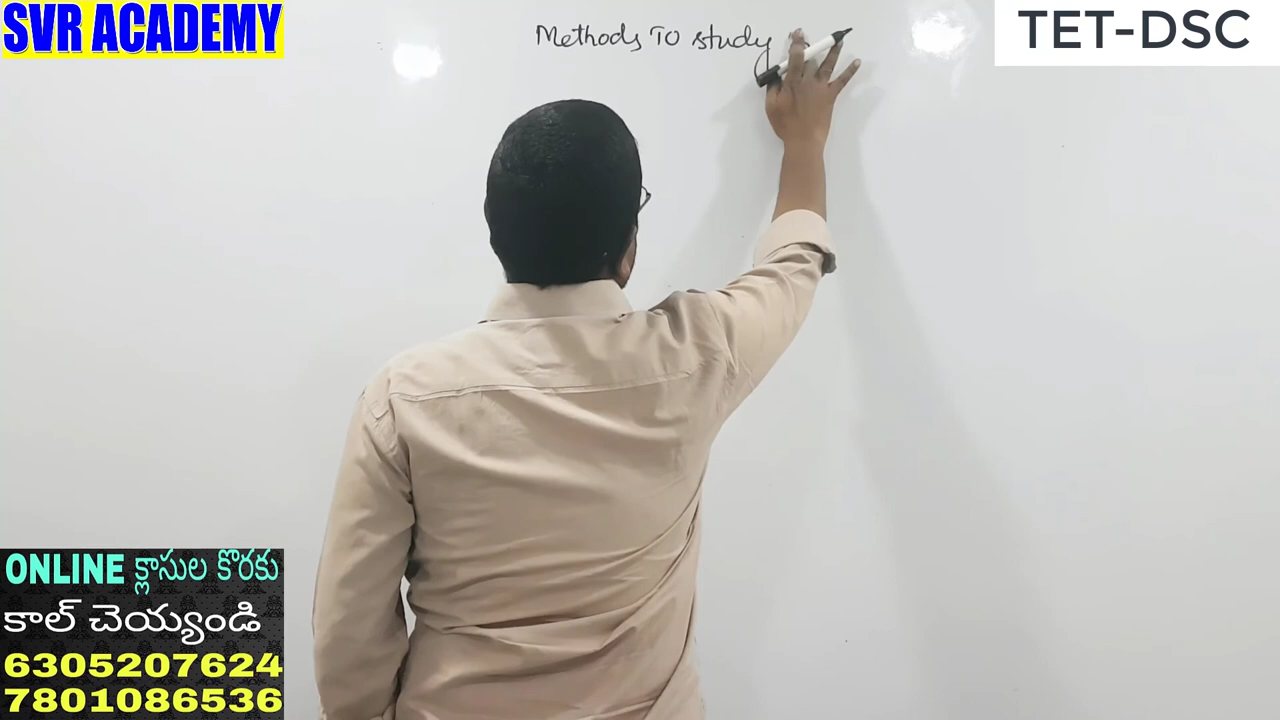 SVR ACADEMY
Methods To study
TET-DSC
ONLINE క్లాసుల కొరకు
కాల్ చెయ్యండి
6305207624
7801086536